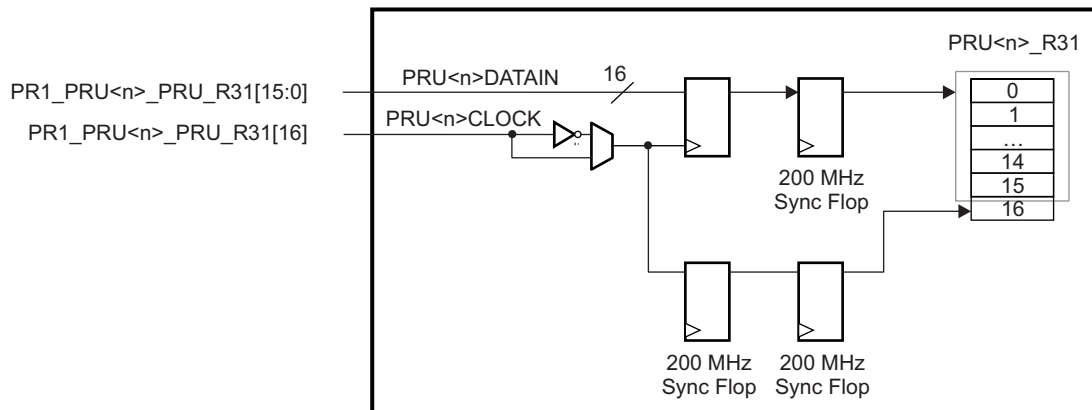 PRU<n>_R31
PRU<n>DATAIN
16
PR1_PRU<n>_PRU_R31[15:0]
0
1
...
14
15
16
PRU<n>CLOCK
PR1_PRU<n>_PRU_R31[16]
200 MHz
Sync Flop
200 MHz
Sync Flop
200 MHz
Sync Flop